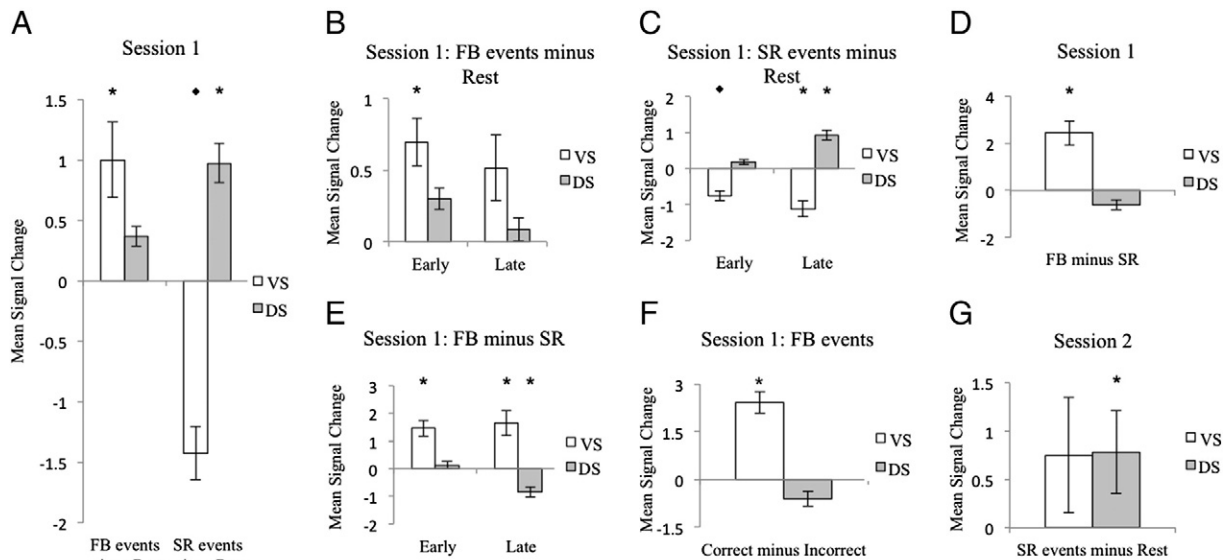 A
Session 1
Mean Signal Change
1.5
1
0.5
0
-0.5
-1
-1.5
-2
*
◆ *
VS
DS
FB events
SR events
B
Session 1: FB events minus
Rest
Mean Signal Change
1
0.5
0
*
VS
DS
Early
Late
C
Session 1: SR events minus
Rest
Mean Signal Change
2
1
0
-1
-2
◆
* *
VS
DS
Early
Late
D
Session 1
Mean Signal Change
4
2
0
-2
*
VS
DS
FB minus SR
E
Session 1: FB minus SR
Mean Signal Change
3
2
1
0
-1
-2
*
* *
VS
DS
Early
Late
F
Session 1: FB events
Mean Signal Change
3
1.5
0
-1.5
*
VS
DS
Correct minus Incorrect
G
Session 2
Mean Signal Change
1.5
1
0.5
0
*
VS
DS
SR events minus Rest